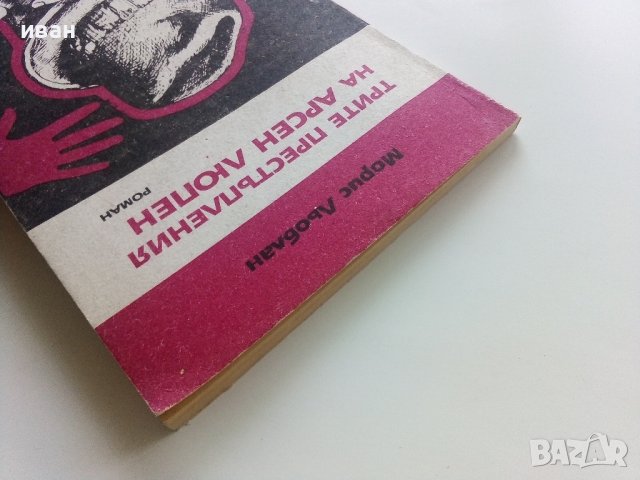 иван
Морис Льоблан
ТРИТЕ ПРЕСТЪПЛЕНИЯ
НА АРСЕН ЛЮПЕН
РОМАН
BAZAR